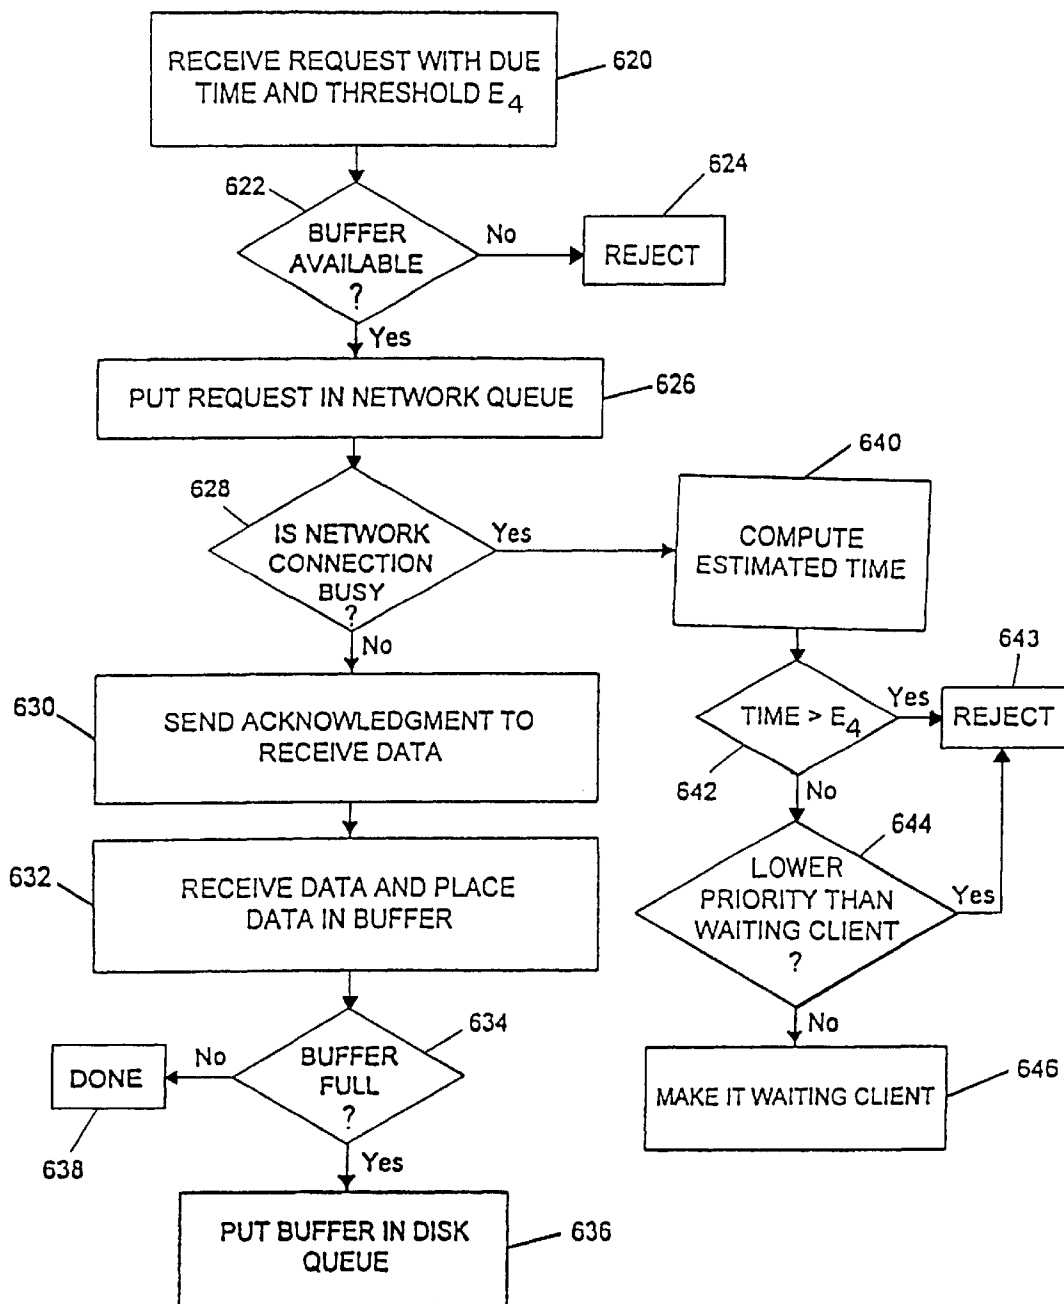 RECEIVE REQUEST WITH DUE
TIME AND THRESHOLD E4
620
622
BUFFER
AVAILABLE
?
No
624
REJECT
Yes
PUT REQUEST IN NETWORK QUEUE
626
628
IS NETWORK
CONNECTION
BUSY
?
Yes
640
COMPUTE
ESTIMATED TIME
No
630
SEND ACKNOWLEDGMENT TO
RECEIVE DATA
TIME > E4
642
Yes
643
REJECT
No
632
RECEIVE DATA AND PLACE
DATA IN BUFFER
644
LOWER
PRIORITY THAN
WAITING CLIENT
?
Yes
No
634
BUFFER
FULL
?
No
DONE
638
MAKE IT WAITING CLIENT
646
Yes
PUT BUFFER IN DISK
QUEUE
636